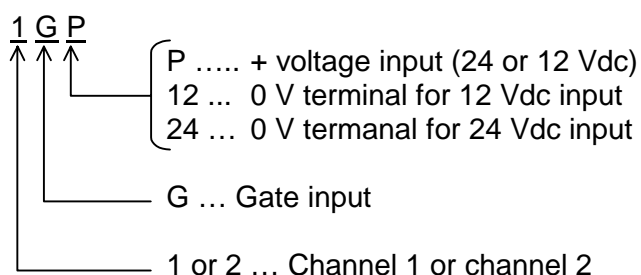 1 G P
P ….. + voltage input (24 or 12 Vdc)
12 ... 0 V terminal for 12 Vdc input
24 … 0 V termanal for 24 Vdc input
G … Gate input
1 or 2 … Channel 1 or channel 2